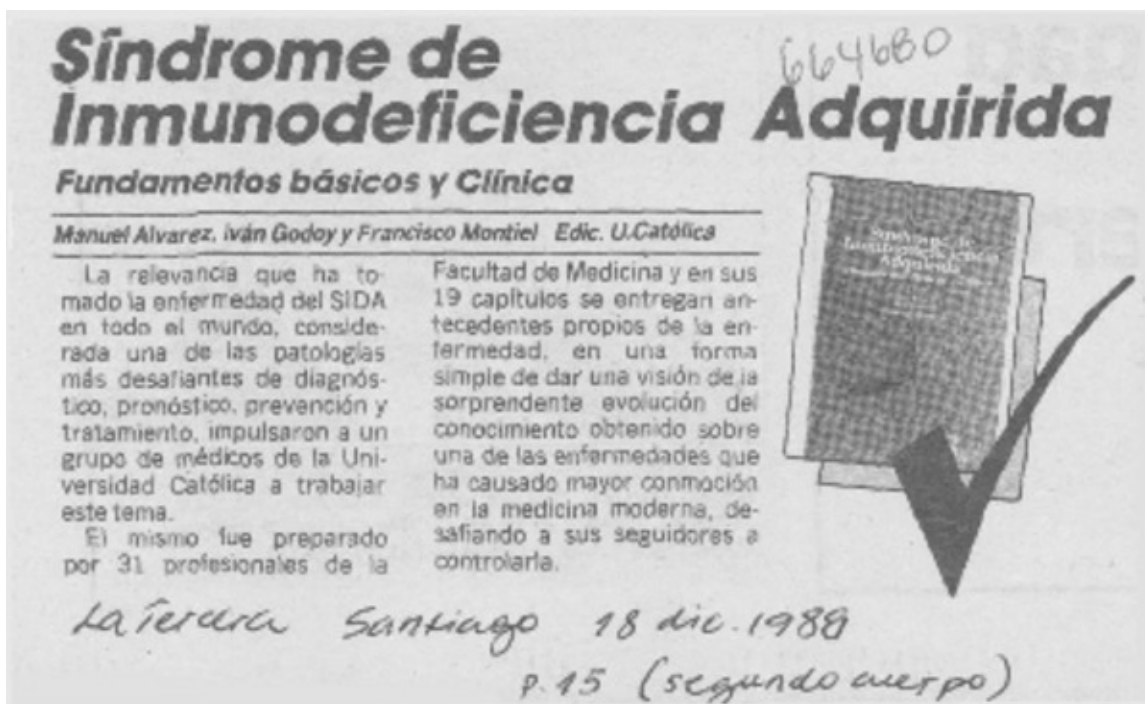 664680
Síndrome de
Inmunodeficiencia Adquirida
Fundamentos básicos y Clínica
Manuel Alvarez, Iván Godoy y Francisco Montiel Edic. U.Católica
La relevancia que ha to-
mado la enfermedad del SIDA
en todo el mundo, conside-
rada una de las patologías
más desafiantes de diagnós-
tico, pronóstico, prevención y
tratamiento, impulsaron a un
grupo de médicos de la Uni-
versidad Católica a trabajar
este tema.
El mismo fue preparado
por 31 profesionales de la
Facultad de Medicina y en sus
19 capítulos se entregan an-
tecedentes propios de la en-
fermedad, en una forma
simple de dar una visión de la
sorprendente evolución del
conocimiento obtenido sobre
una de las enfermedades que
ha causado mayor conmoción
en la medicina moderna, de-
safiando a sus seguidores a
controlarla.
Síndrome de
Inmunodeficiencia
Adquirida
La Tercera Santiago 18 dic. 1988
p. 15 (segundo cuerpo)